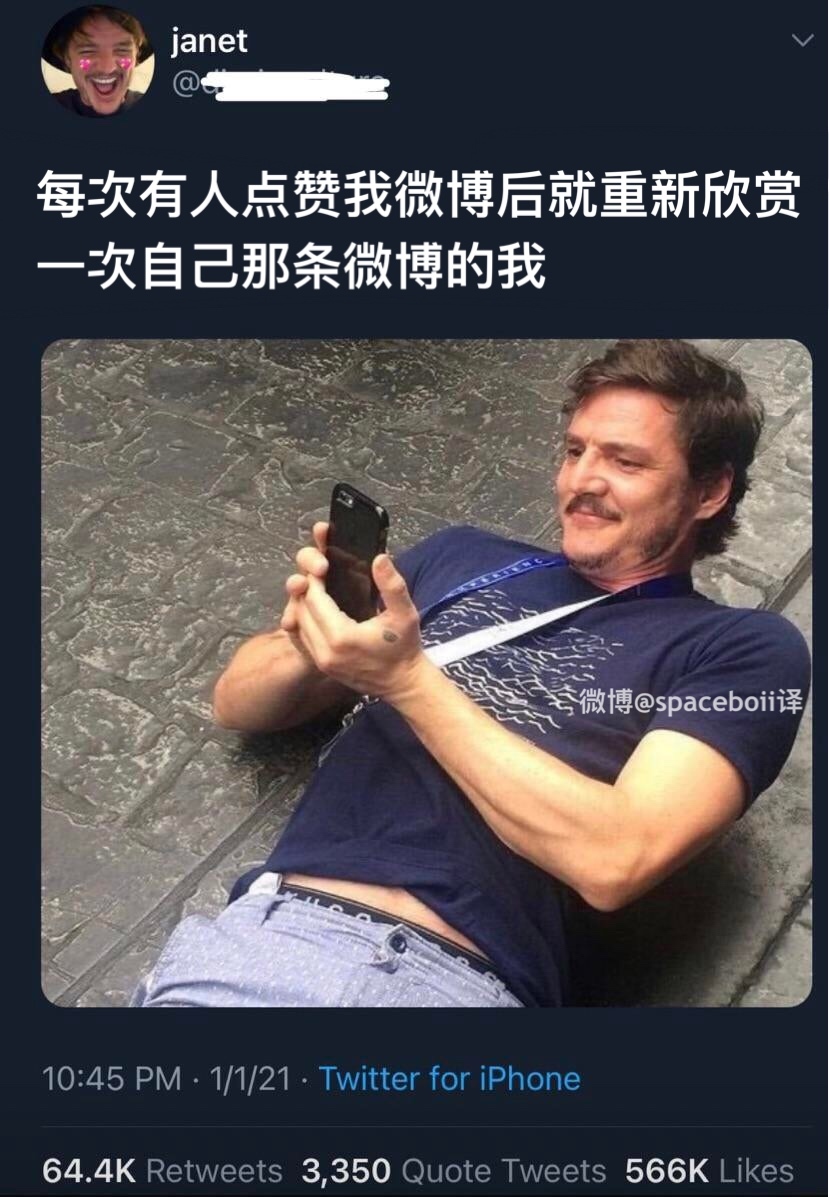 janet
每次有人点赞我微博后就重新欣赏
一次自己那条微博的我
微博@spaceboii译
10:45 PM · 1/1/21 · Twitter for iPhone
64.4K Retweets 3,350 Quote Tweets 566K Likes